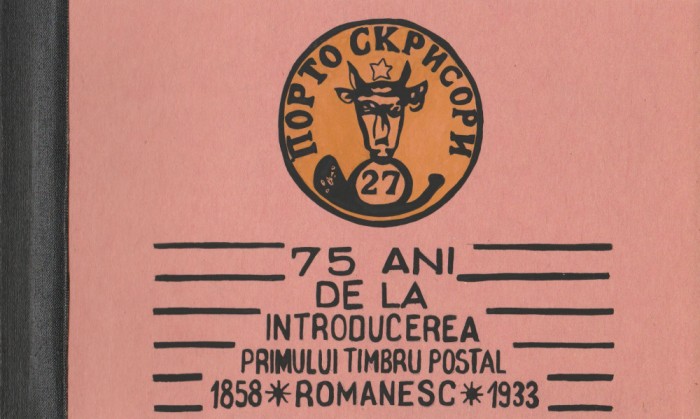 ПОРТО СКРИСОРИ
27
75 ANI
DE LA
INTRODUCEREA
PRIMULUI TIMBRU POSTAL
1858 * ROMANESC * 1933